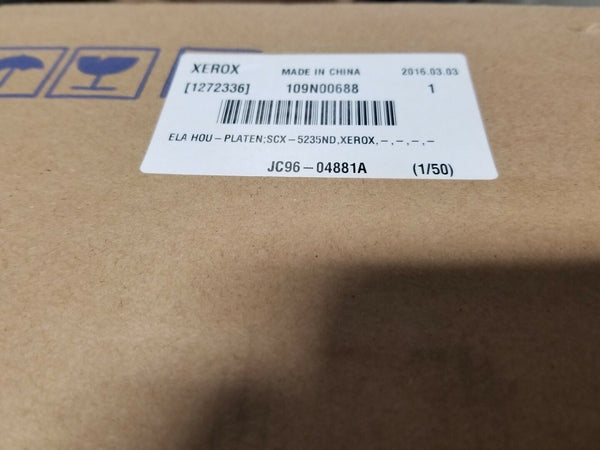 XEROX MADE IN CHINA 2016.03.03
[1272336] 109N00688 1
ELA HOU-PLATEN;SCX-5235ND,XEROX,-,-,-,-
JC96-04881A (1/50)